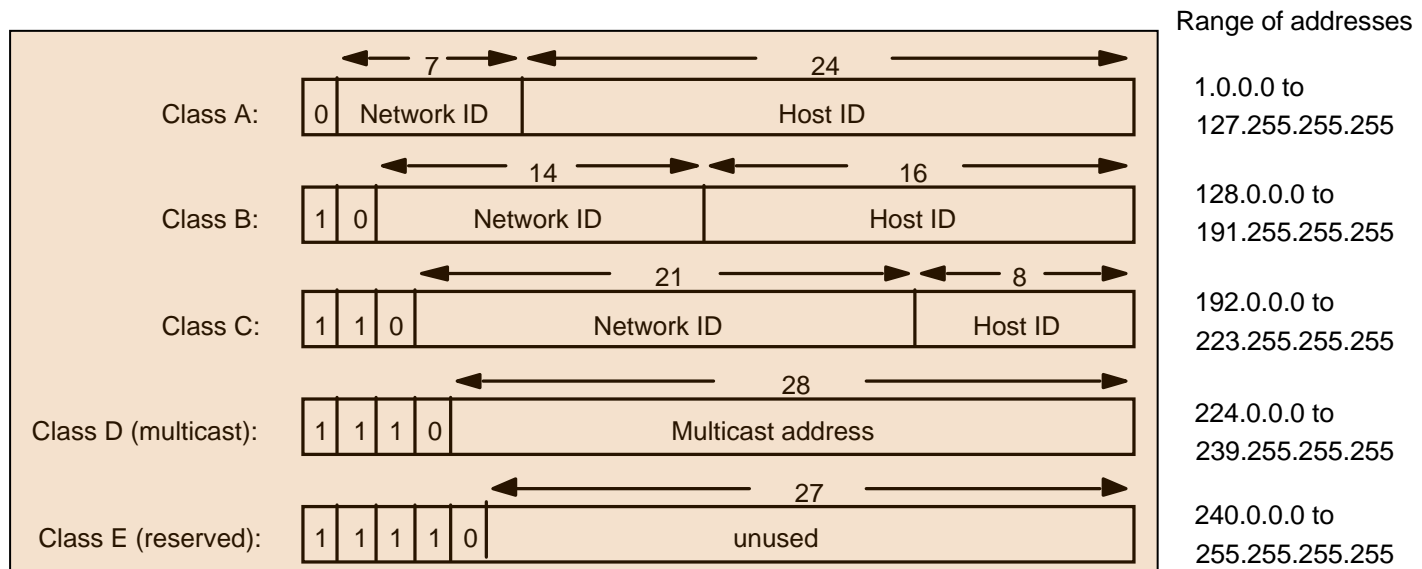 Range of addresses
7 24
Class A: 0 Network ID Host ID 1.0.0.0 to
127.255.255.255
14 16
Class B: 1 0 Network ID Host ID 128.0.0.0 to
191.255.255.255
21 8
Class C: 1 1 0 Network ID Host ID 192.0.0.0 to
223.255.255.255
28
Class D (multicast): 1 1 1 0 Multicast address 224.0.0.0 to
239.255.255.255
27
Class E (reserved): 1 1 1 1 0 unused 240.0.0.0 to
255.255.255.255